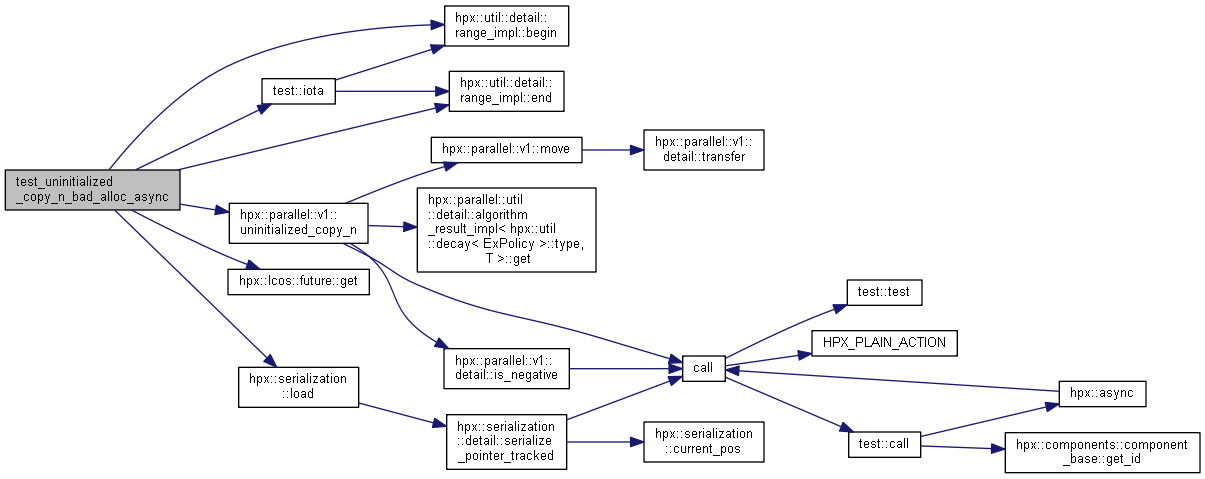 hpx::util::detail::
range_impl::begin
test::iota
hpx::util::detail::
range_impl::end
hpx::parallel::v1::move
hpx::parallel::v1::
detail::transfer
test_uninitialized
_copy_n_bad_alloc_async
hpx::parallel::v1::
uninitialized_copy_n
hpx::parallel::util
::detail::algorithm
_result_impl< hpx::util
::decay< ExPolicy >::type,
T >::get
hpx::lcos::future::get
test::test
HPX_PLAIN_ACTION
hpx::parallel::v1::
detail::is_negative
call
hpx::serialization
::load
hpx::async
hpx::serialization
::detail::serialize
_pointer_tracked
hpx::serialization
::current_pos
test::call
hpx::components::component
_base::get_id